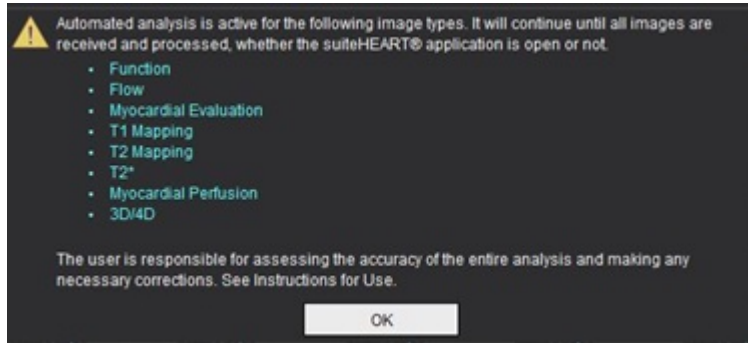 Automated analysis is active for the following image types. It will continue until all images are
received and processed, whether the suiteHEART® application is open or not.
• Function
• Flow
• Myocardial Evaluation
• T1 Mapping
• T2 Mapping
• T2*
• Myocardial Perfusion
• 3D/4D
The user is responsible for assessing the accuracy of the entire analysis and making any
necessary corrections. See Instructions for Use.
OK